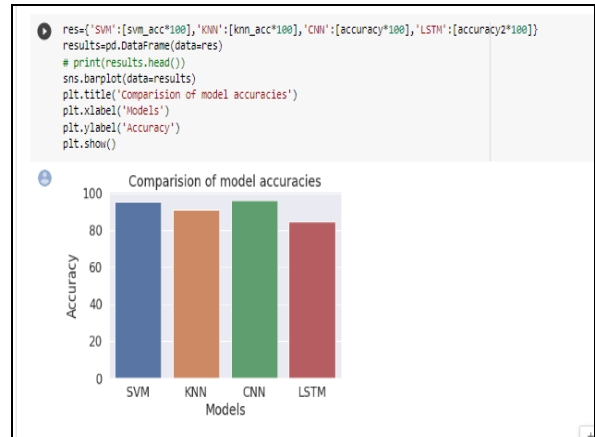 res={'SVM':[svm_acc*100],'KNN':[knn_acc*100],'CNN':[accuracy*100],'LSTM':[accuracy2*100]}
results=pd.DataFrame(data=res)
# print(results.head())
sns.barplot(data=results)
plt.title('Comparision of model accuracies')
plt.xlabel('Models')
plt.ylabel('Accuracy')
plt.show()
Comparision of model accuracies
100
80
60
40
20
0
Accuracy
SVM KNN CNN LSTM
Models